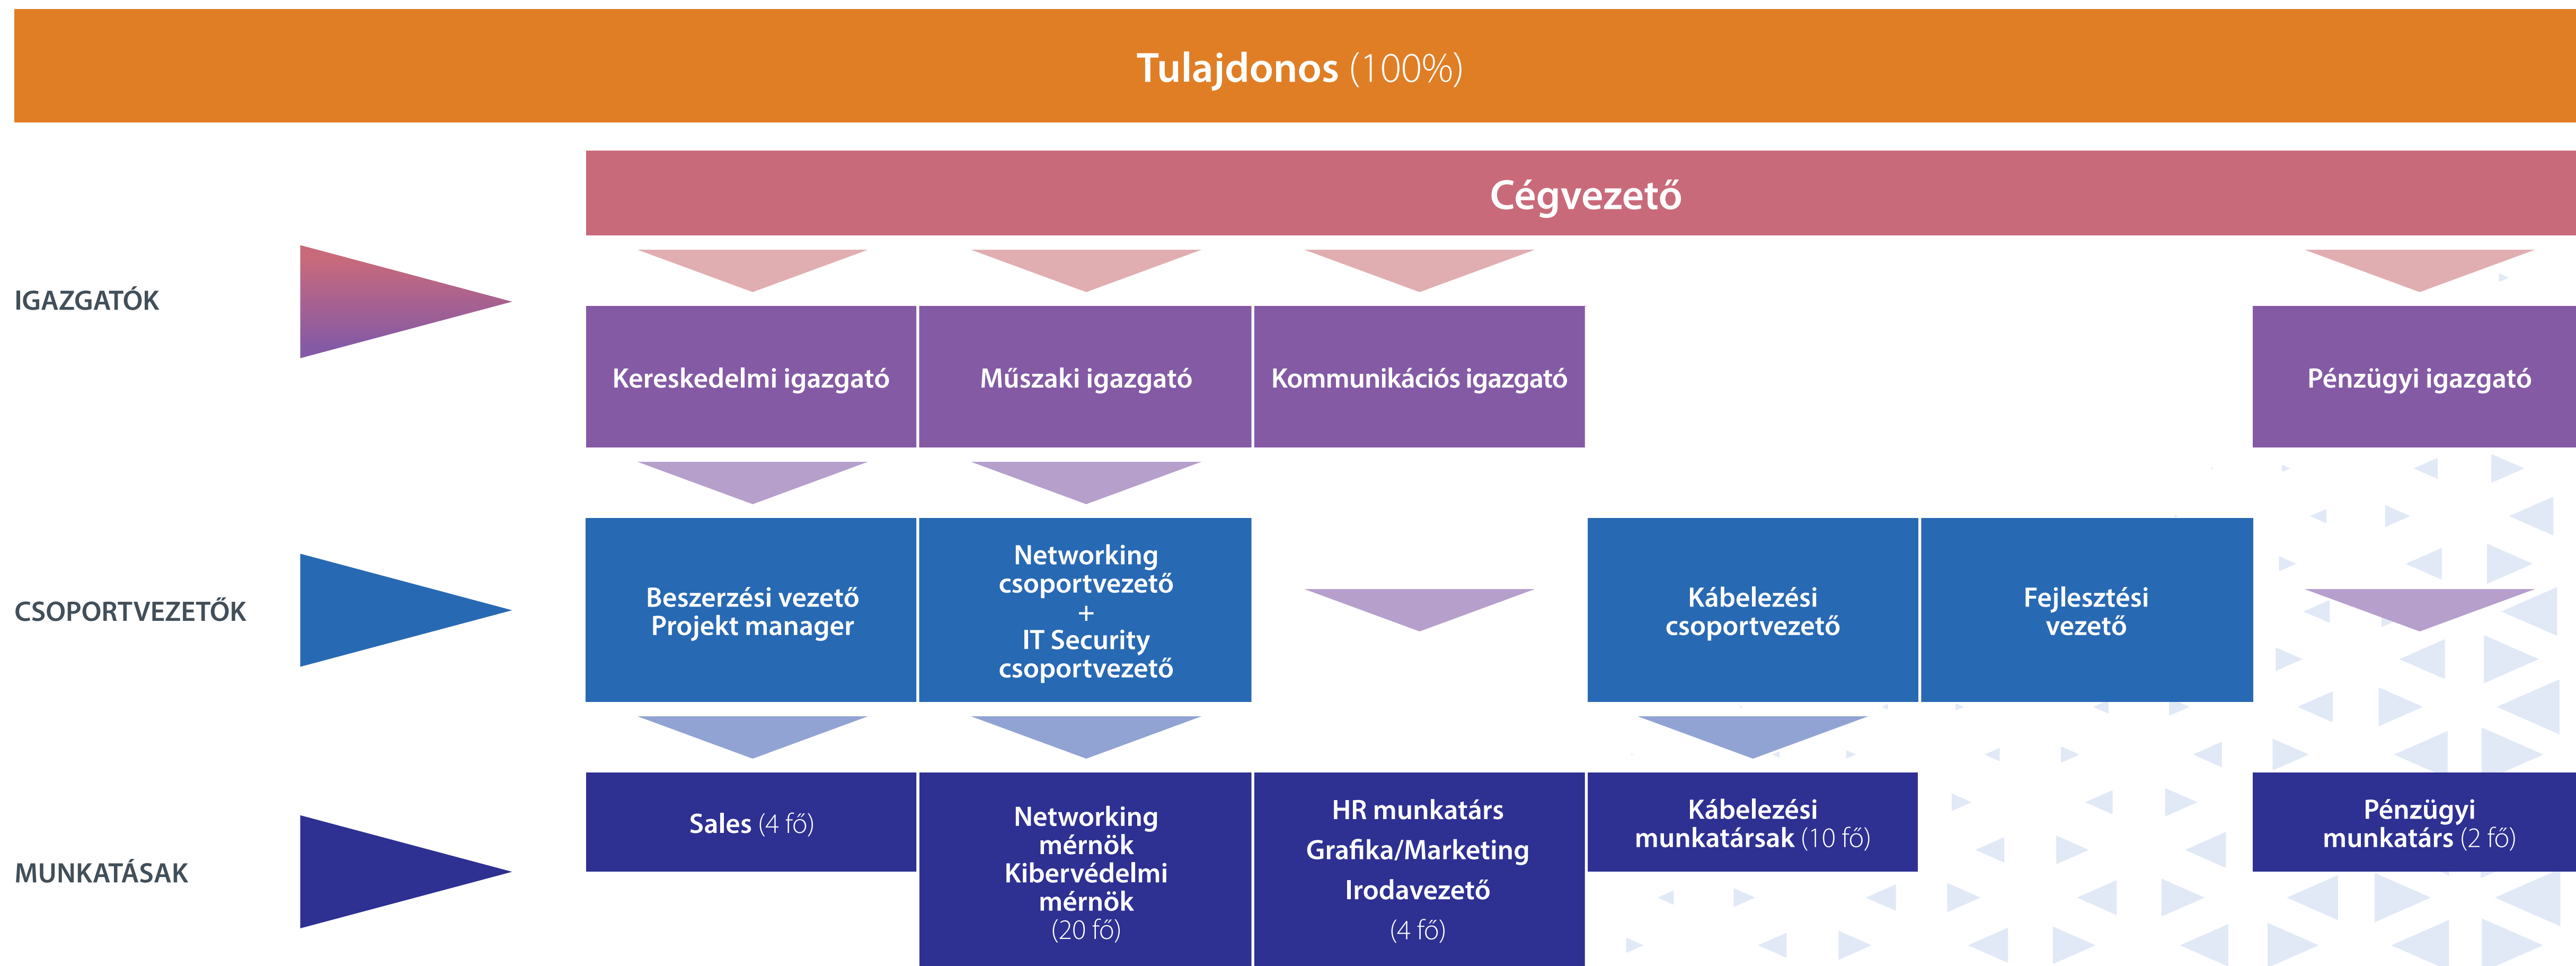 Tulajdonos (100%)
Cégvezető
IGAZGATÓK
Kereskedelmi igazgató
Műszaki igazgató
Kommunikációs igazgató
Pénzügyi igazgató
CSOPORTVEZETŐK
Beszerzési vezető
Projekt manager
Networking
csoportvezető
+
IT Security
csoportvezető
Kábelezési
csoportvezető
Fejlesztési
vezető
MUNKATÁSAK
Sales (4 fő)
Networking
mérnök
Kibervédelmi
mérnök
(20 fő)
HR munkatárs
Grafika/Marketing
Irodavezető
(4 fő)
Kábelezési
munkatársak (10 fő)
Pénzügyi
munkatárs (2 fő)